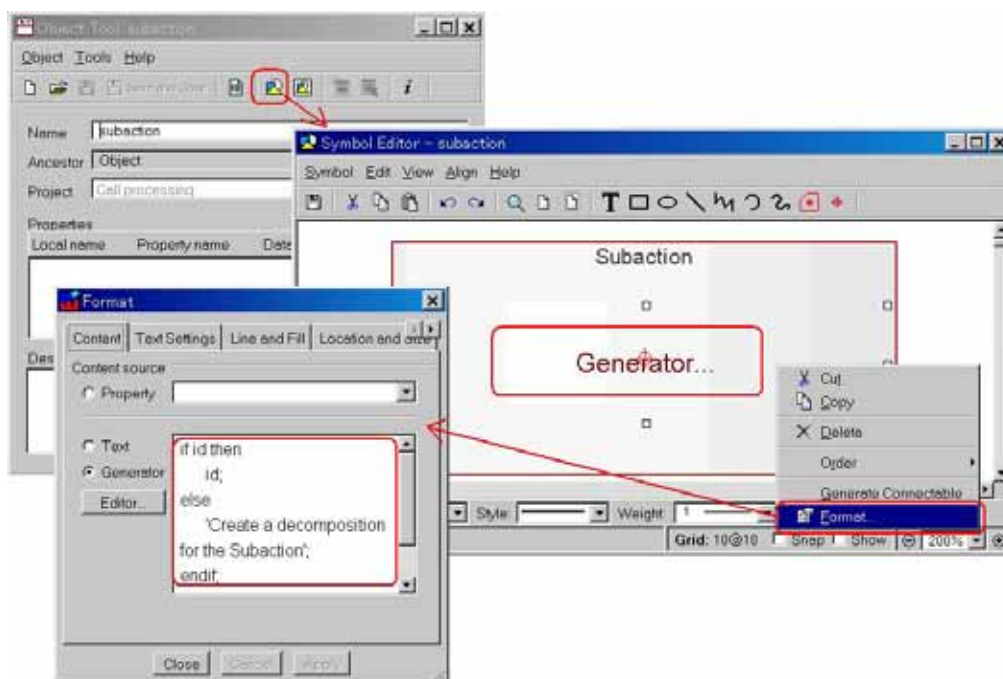 Object Tool: subaction
Object Tools Help
Name subaction
Ancestor Object
Project Call processing
Properties
Local name Property name Data
Des
Symbol Editor - subaction
Symbol Edit View Align Help
T
Subaction
Generator...
Cut
Copy
Delete
Order
Generate Connectable
Format...
Style: Weight: 1
Grid: 10@10 Snap Show 200%
Format
Content Text Settings Line and Fill Location and Size
Content source
Property
Text
Generator
Editor...
if id then
id;
else
'Create a decomposition
for the Subaction';
endif;
Close Cancel Apply